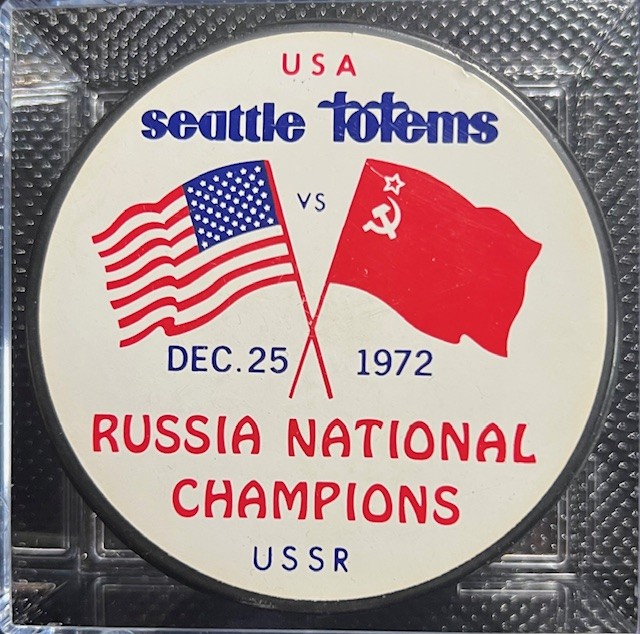 USA
seattle totems
vs
DEC. 25 1972
RUSSIA NATIONAL
CHAMPIONS
USSR